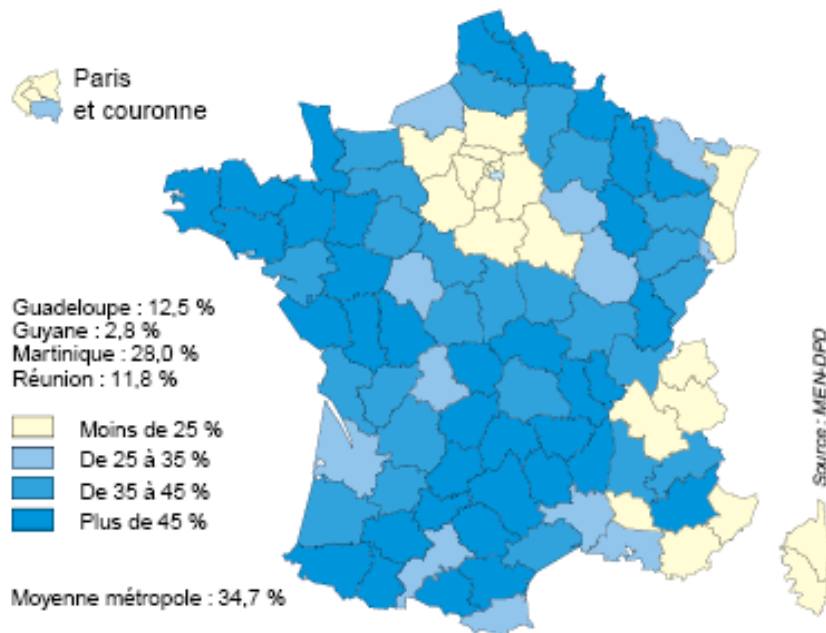 Paris
et couronne
Guadeloupe : 12,5 %
Guyane : 2,8 %
Martinique : 28,0 %
Réunion : 11,8 %
Moins de 25 %
De 25 à 35 %
De 35 à 45 %
Plus de 45 %
Moyenne métropole : 34,7 %
Source : MEN-DPD